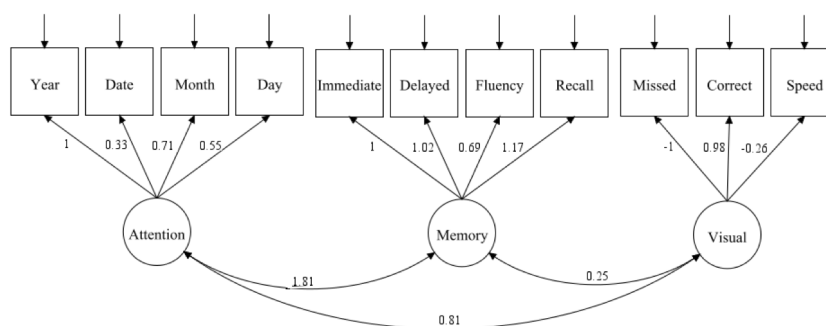 Year Date Month Day Immediate Delayed Fluency Recall Missed Correct Speed
1 0.33 0.71 0.55 1 1.02 0.69 1.17 -1 0.98 -0.26
Attention Memory Visual
1.81 0.25
0.81